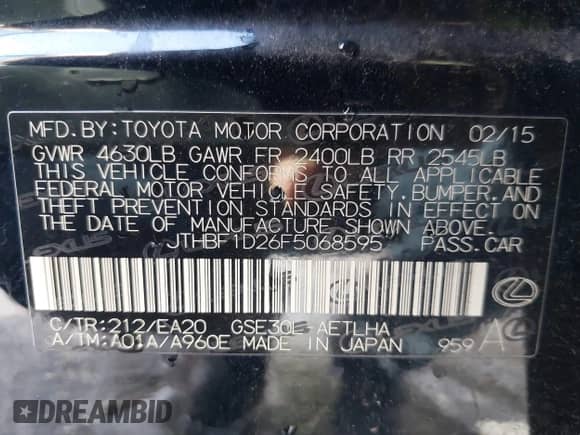 MFD.BY:TOYOTA MOTOR CORPORATION 02/15
GVWR 4630LB GAWR FR 2400LB RR 2545LB
THIS VEHICLE CONFORMS TO ALL APPLICABLE
FEDERAL MOTOR VEHICLE SAFETY,BUMPER,AND
THEFT PREVENTION STANDARDS IN EFFECT ON
THE DATE OF MANUFACTURE SHOWN ABOVE.
JTHBF1D26F5068595 PASS.CAR
C/TR:212/EA20 GSE30L-AETLHA
A/TM:A01A/A960E MADE IN JAPAN 959 A
DREAMBID